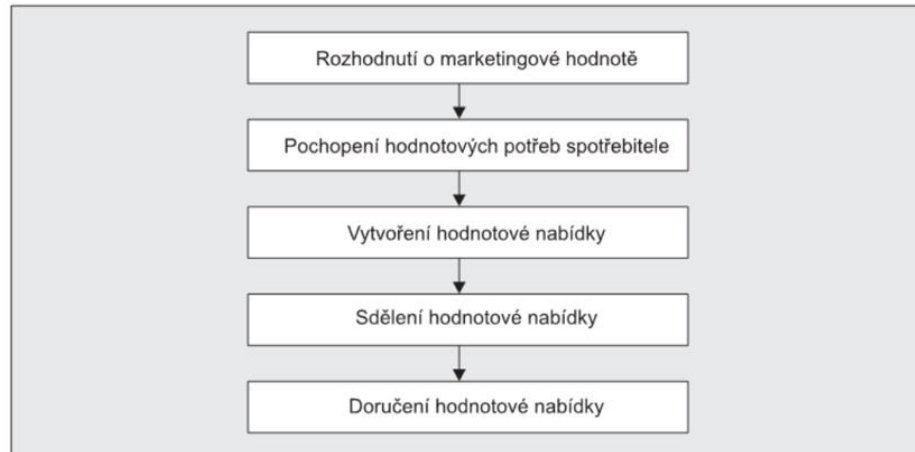 Rozhodnutí o marketingové hodnotě
Pochopení hodnotových potřeb spotřebitele
Vytvoření hodnotové nabídky
Sdělení hodnotové nabídky
Doručení hodnotové nabídky